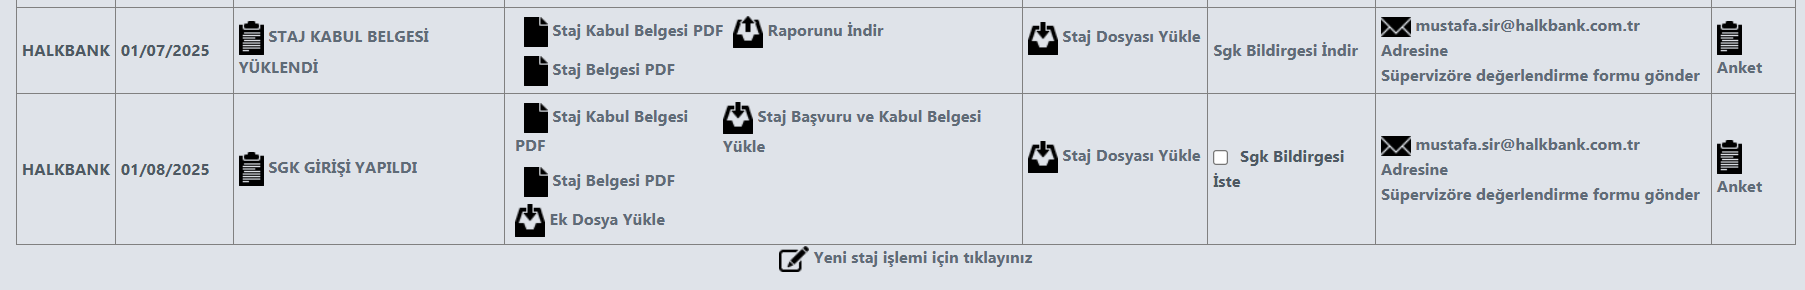 HALKBANK
01/07/2025
STAJ KABUL BELGESİ
YÜKLENDİ
Staj Kabul Belgesi PDF
Raporunu İndir
Staj Belgesi PDF
Staj Dosyası Yükle
Sgk Bildirgesi İndir
mustafa.sir@halkbank.com.tr
Adresine
Süpervizöre değerlendirme formu gönder
Anket
HALKBANK
01/08/2025
SGK GİRİŞİ YAPILDI
Staj Kabul Belgesi
PDF
Staj Başvuru ve Kabul Belgesi
Yükle
Staj Belgesi PDF
Ek Dosya Yükle
Staj Dosyası Yükle
Sgk Bildirgesi
İste
mustafa.sir@halkbank.com.tr
Adresine
Süpervizöre değerlendirme formu gönder
Anket
Yeni staj işlemi için tıklayınız